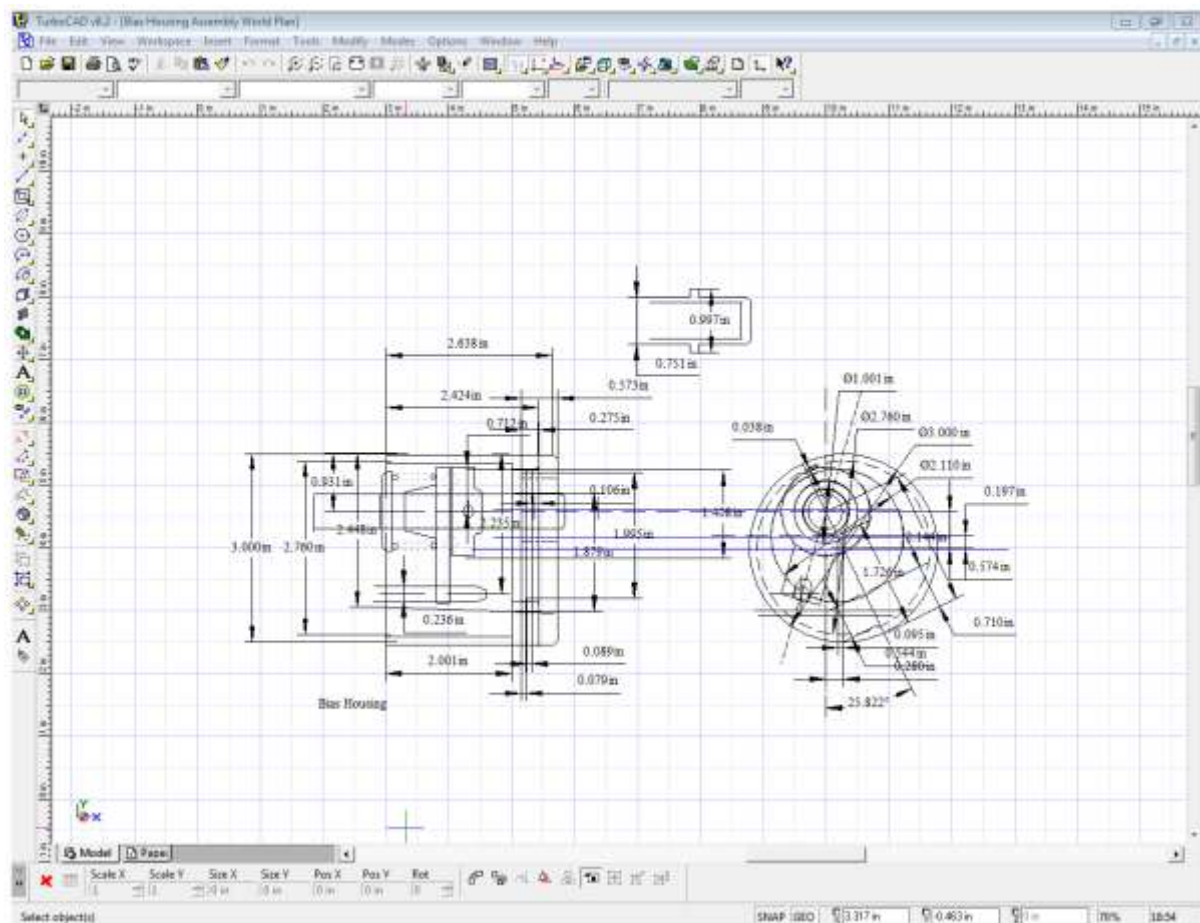 TurboCAD v8.2 - [Bias Housing Assembly World Plan]
File Edit View Workspace Insert Format Tools Modify Modes Options Window Help
0.997in
0.751in
2.638in
0.573in
2.424in
0.275in
0.712in
0.931in
0.106in
2.448in
2.235in
1.995in
1.879in
3.000in
2.760in
0.236in
0.089in
2.001in
0.079in
Bias Housing
Ø1.001in
Ø2.760in
0.038in
Ø3.000in
Ø2.110in
0.197in
0.574in
1.726in
0.710in
0.095in
0.544in
0.280in
25.822°
Y
X
Model Paper
Scale X Scale Y Size X Size Y Pos X Pos Y Rot
Select object(s)
SNAP GEO 3.317 in -0.463 in 78% 18:54